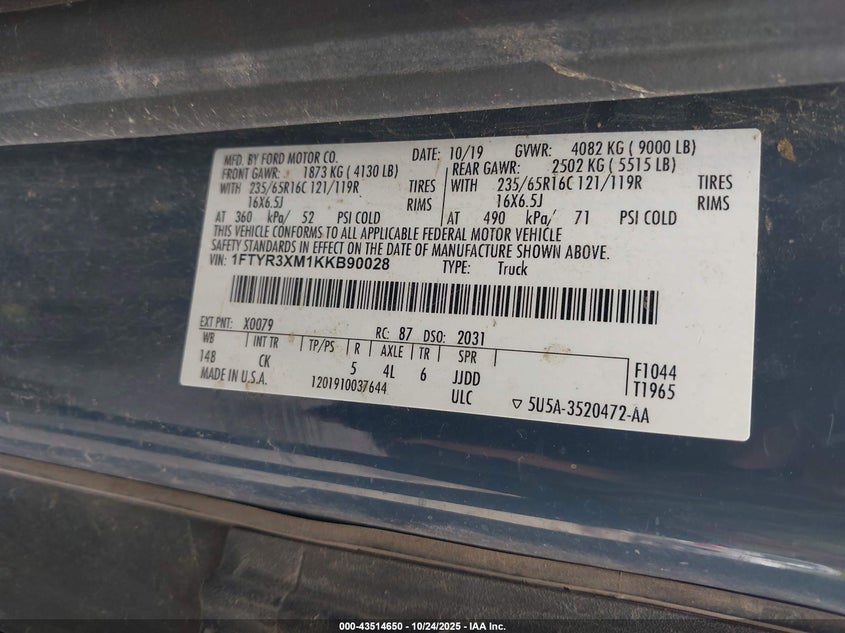 MFD. BY FORD MOTOR CO. DATE: 10/19 GVWR: 4082 KG ( 9000 LB)
FRONT GAWR: 1873 KG ( 4130 LB) REAR GAWR: 2502 KG ( 5515 LB)
WITH 235/65R16C 121/119R TIRES WITH 235/65R16C 121/119R TIRES
16X6.5J RIMS 16X6.5J RIMS
AT 360 kPa/ 52 PSI COLD AT 490 kPa/ 71 PSI COLD
THIS VEHICLE CONFORMS TO ALL APPLICABLE FEDERAL MOTOR VEHICLE
SAFETY STANDARDS IN EFFECT ON THE DATE OF MANUFACTURE SHOWN ABOVE.
VIN: 1FTYR3XM1KKB90028 TYPE: Truck
EXT PNT: X0079 RC: 87 DSO: 2031
WB INT TR TP/PS R AXLE TR SPR F1044
148 CK 5 4L 6 JJDD T1965
MADE IN U.S.A. 1201910037644 ULC ▽ 5U5A-3520472-AA
000-43514650 - 10/24/2025 - IAA Inc.